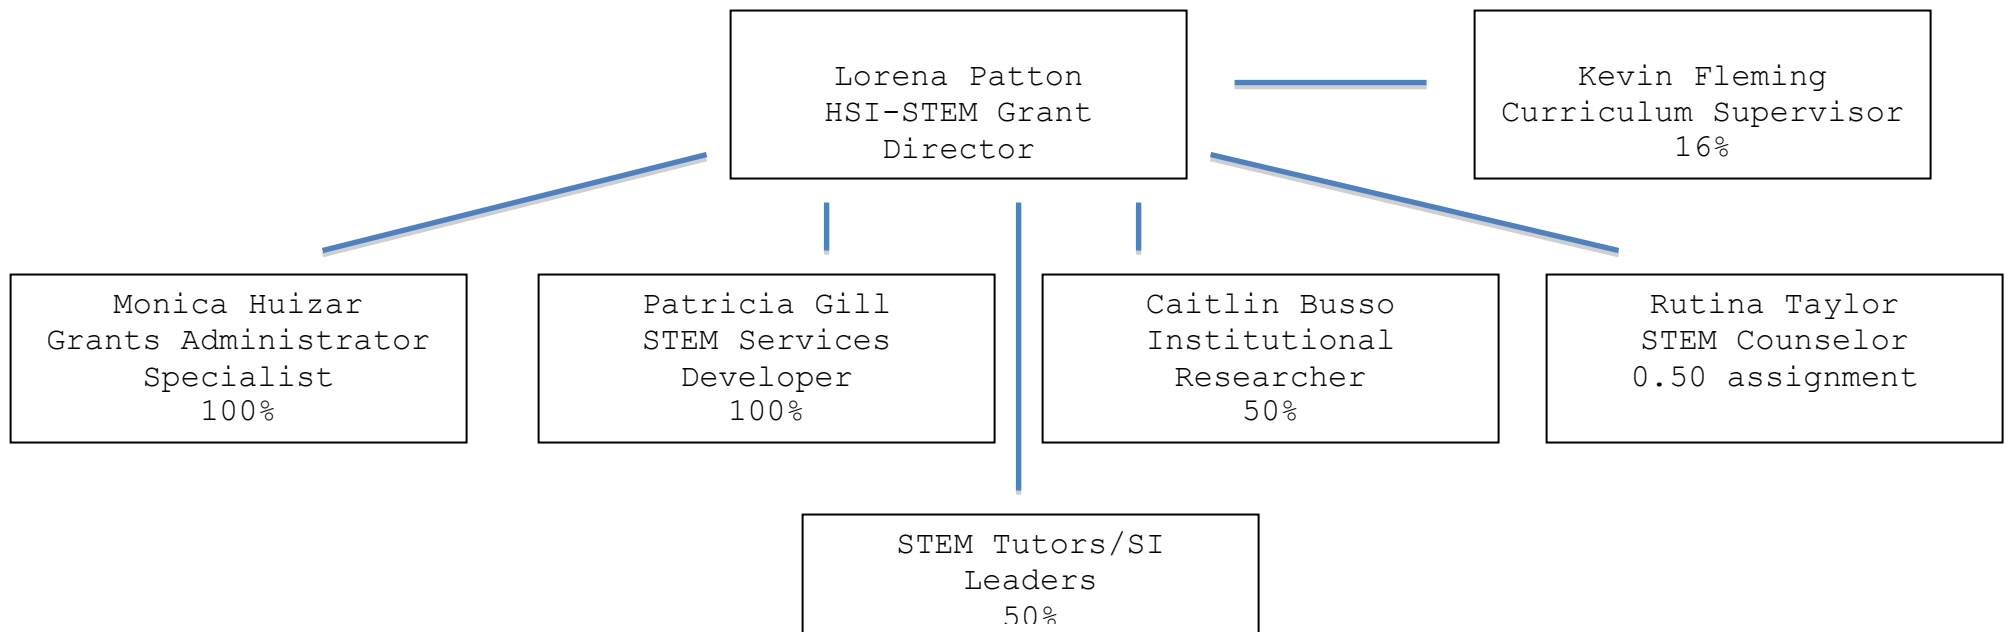 Lorena Patton
HSI-STEM Grant
Director
Kevin Fleming
Curriculum Supervisor
16%
Monica Huizar
Grants Administrator
Specialist
100%
Patricia Gill
STEM Services
Developer
100%
Caitlin Busso
Institutional
Researcher
50%
Rutina Taylor
STEM Counselor
0.50 assignment
STEM Tutors/SI
Leaders
50%